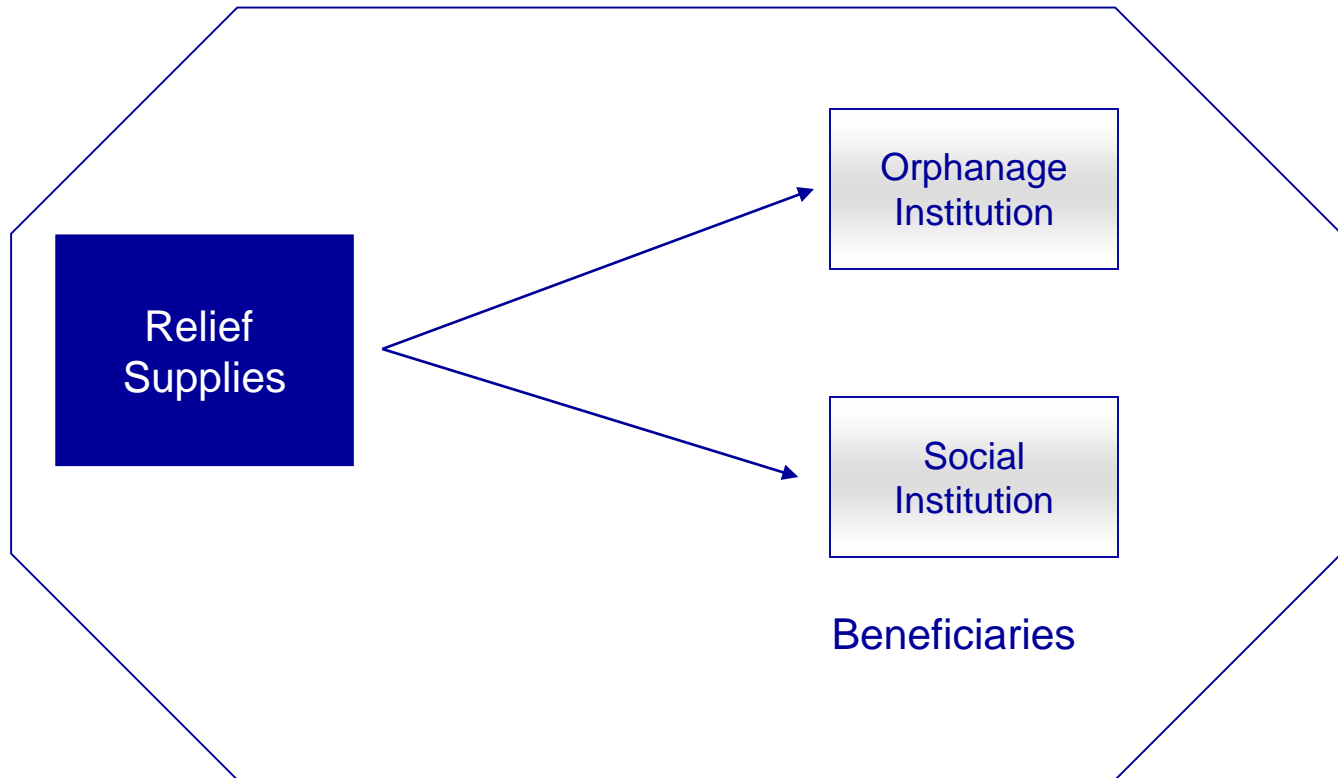 Relief
Supplies
Orphanage
Institution
Social
Institution
Beneficiaries